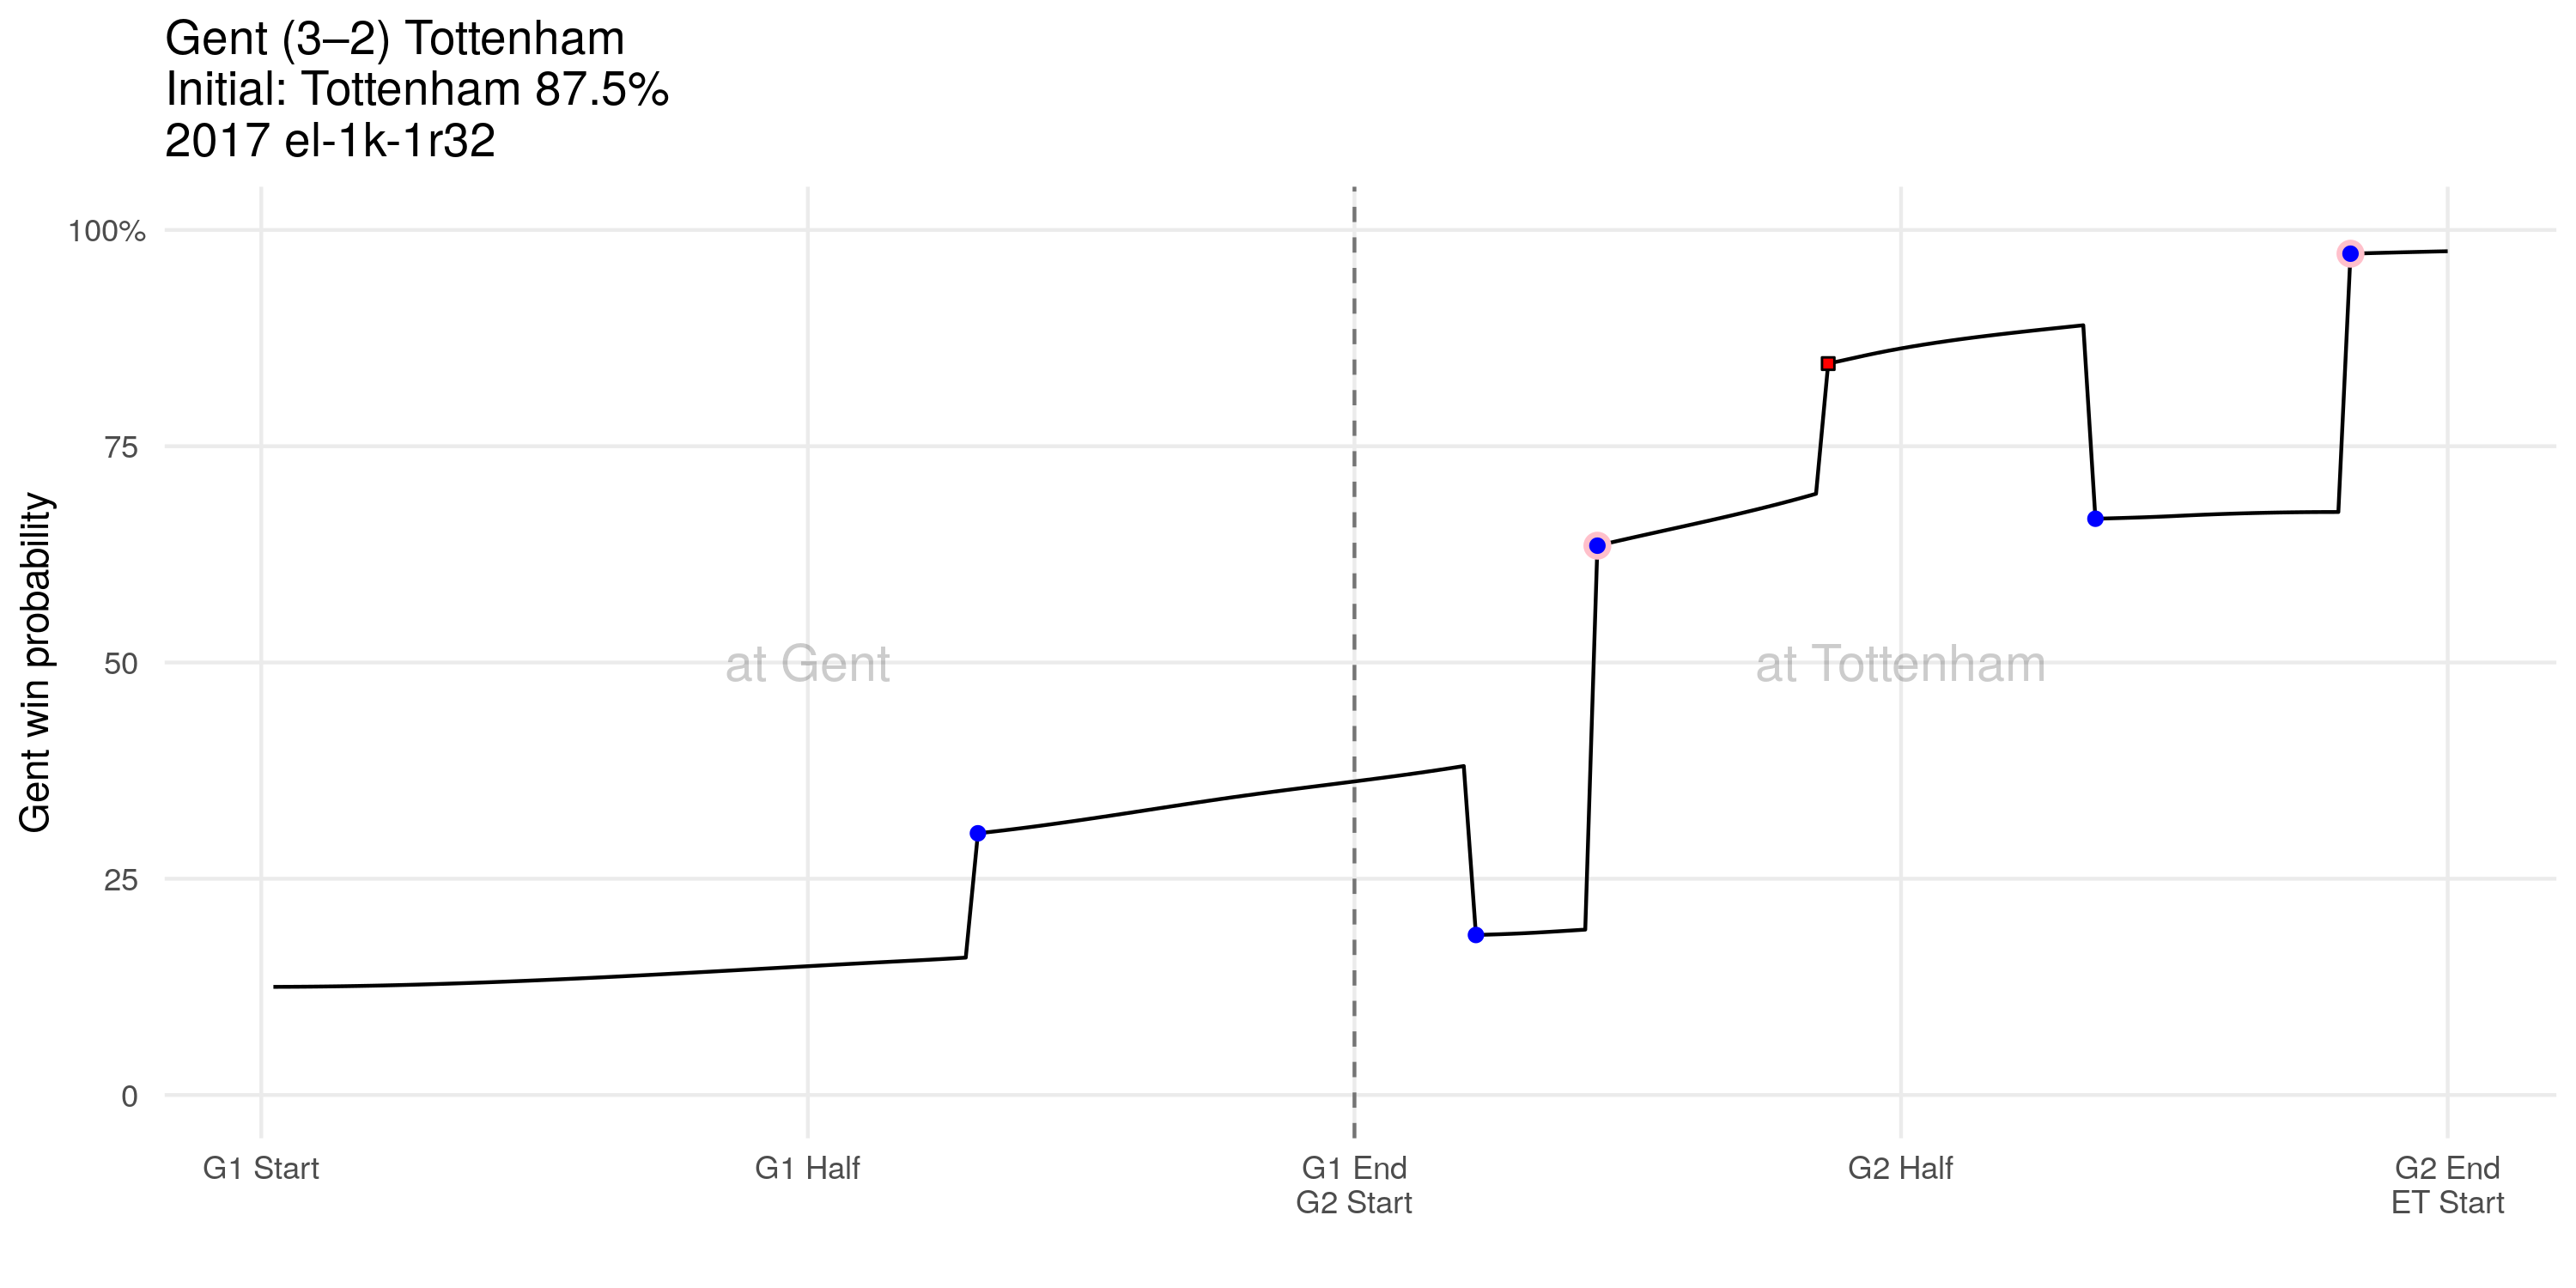 Gent (3–2) Tottenham
Initial: Tottenham 87.5%
2017 el-1k-1r32
Gent win probability
100%
75
50
25
0
at Gent
at Tottenham
G1 Start
G1 Half
G1 End
G2 Start
G2 Half
G2 End
ET Start